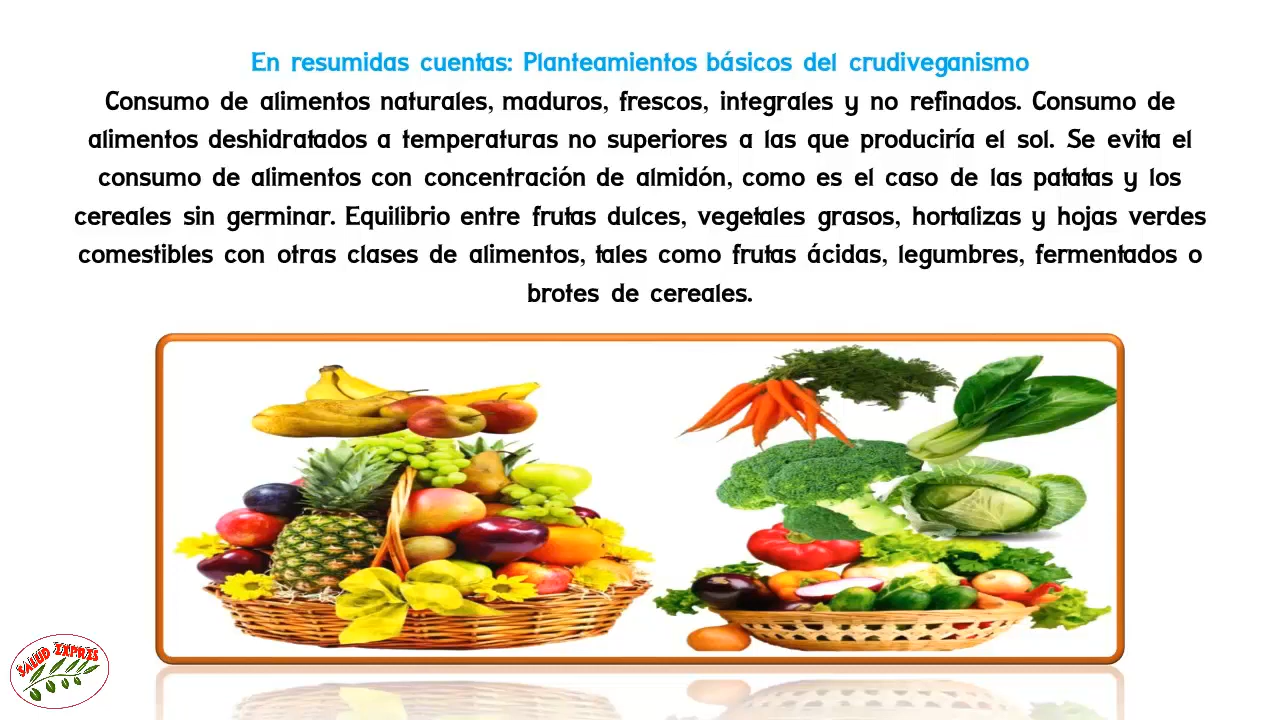 En resumidas cuentas: Planteamientos básicos del crudiveganismo
Consumo de alimentos naturales, maduros, frescos, integrales y no refinados. Consumo de
alimentos deshidratados a temperaturas no superiores a las que produciría el sol. Se evita el
consumo de alimentos con concentración de almidón, como es el caso de las patatas y los
cereales sin germinar. Equilibrio entre frutas dulces, vegetales grasos, hortalizas y hojas verdes
comestibles con otras clases de alimentos, tales como frutas ácidas, legumbres, fermentados o
brotes de cereales.
SALUD EXPRIS